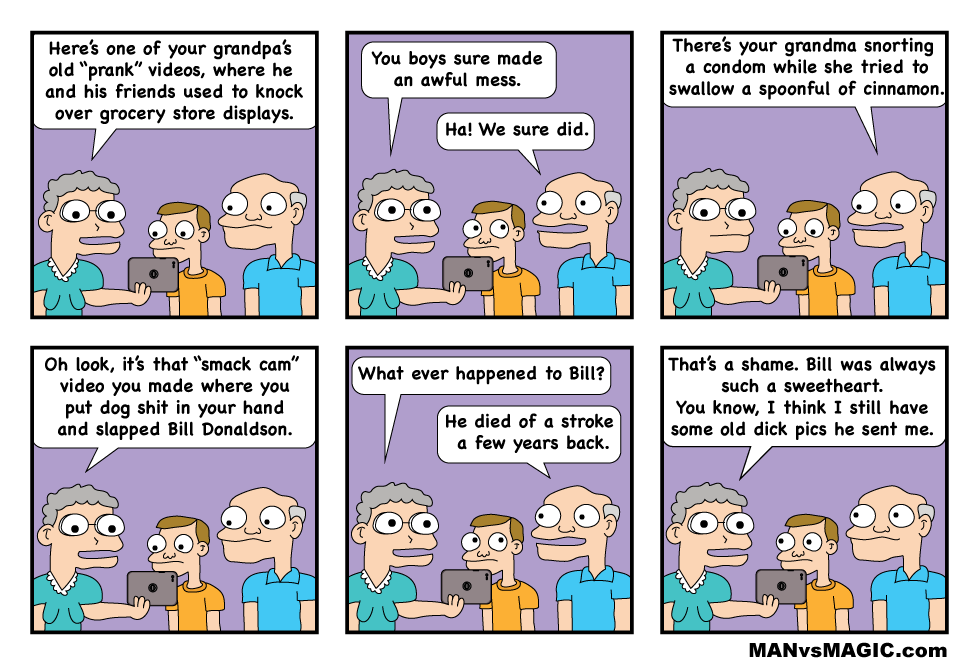 Here's one of your grandpa's
old "prank" videos, where he
and his friends used to knock
over grocery store displays.
You boys sure made
an awful mess.
Ha! We sure did.
There's your grandma snorting
a condom while she tried to
swallow a spoonful of cinnamon.
Oh look, it's that "smack cam"
video you made where you
put dog shit in your hand
and slapped Bill Donaldson.
What ever happened to Bill?
He died of a stroke
a few years back.
That's a shame. Bill was always
such a sweetheart.
You know, I think I still have
some old dick pics he sent me.
MANvsMAGIC.com